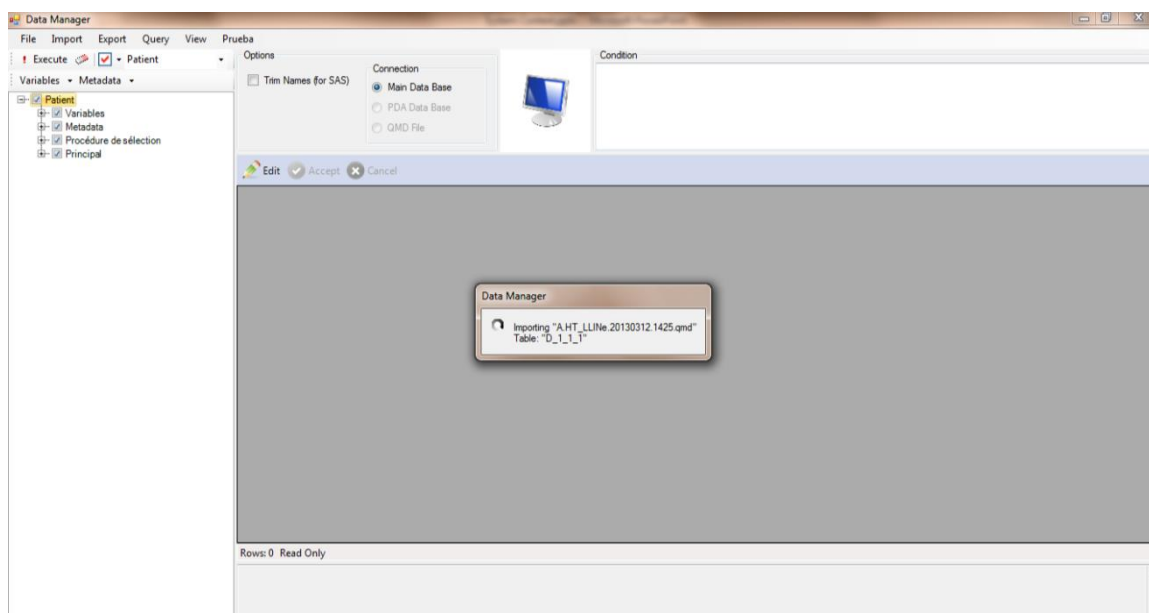 Data Manager
File Import Export Query View Prueba
Execute Patient
Variables Metadata
Patient
Variables
Metadata
Procédure de sélection
Principal
Options
Trim Names (for SAS)
Connection
Main Data Base
PDA Data Base
QMD File
Condition
Edit Accept Cancel
Data Manager
Importing "A.HT_LLINe.20130312.1425.qmd"
Table: "D_1_1_1"
Rows: 0 Read Only